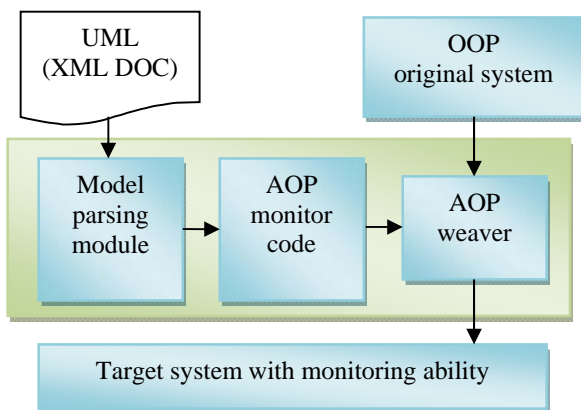 UML
(XML DOC)
OOP
original system
Model
parsing
module
AOP
monitor
code
AOP
weaver
Target system with monitoring ability